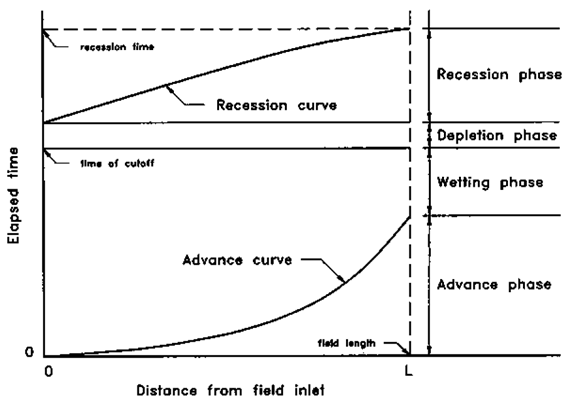 recession time
Recession phase
Recession curve
Depletion phase
time of cutoff
Wetting phase
Elapsed time
Advance curve
Advance phase
field length
0
0
L
Distance from field inlet